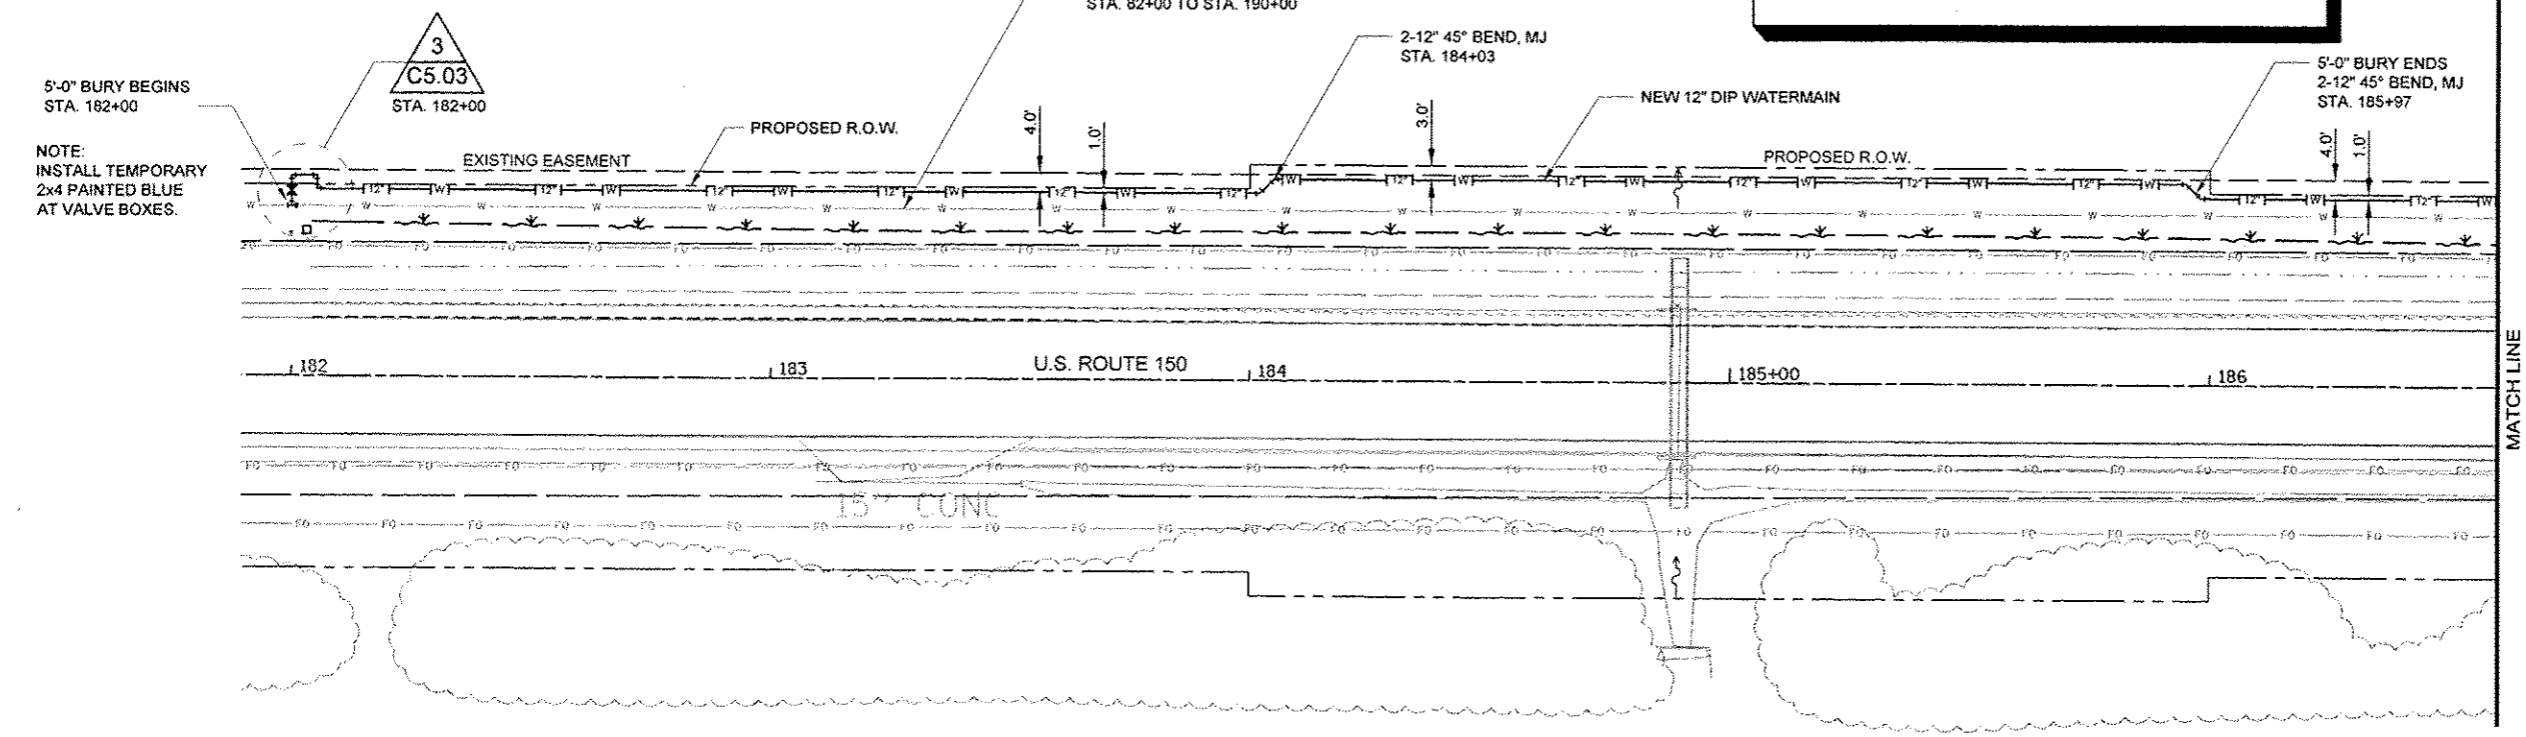 STA. 82+00 TO STA. 190+00
3
C5.03
STA. 182+00
5'-0" BURY BEGINS
STA. 182+00
NOTE:
INSTALL TEMPORARY
2x4 PAINTED BLUE
AT VALVE BOXES.
2-12" 45° BEND, MJ
STA. 184+03
5'-0" BURY ENDS
2-12" 45° BEND, MJ
STA. 185+97
NEW 12" DIP WATERMAIN
PROPOSED R.O.W.
EXISTING EASEMENT
4.0'
1.0'
3.0'
PROPOSED R.O.W.
4.0'
1.0'
182
183
U.S. ROUTE 150
184
185+00
186
MATCH LINE
15" CONC